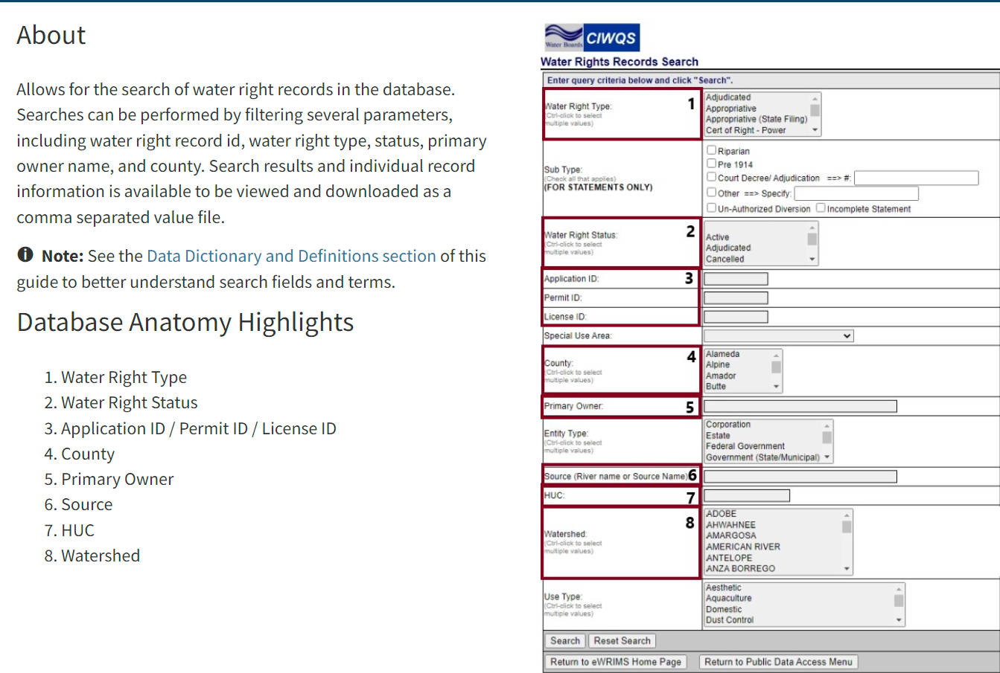 About
Allows for the search of water right records in the database.
Searches can be performed by filtering several parameters,
including water right record id, water right type, status, primary
owner name, and county. Search results and individual record
information is available to be viewed and downloaded as a
comma separated value file.
Note: See the Data Dictionary and Definitions section of this
guide to better understand search fields and terms.
Database Anatomy Highlights
1. Water Right Type
2. Water Right Status
3. Application ID / Permit ID / License ID
4. County
5. Primary Owner
6. Source
7. HUC
8. Watershed
Water Boards CIWQS
Water Rights Records Search
Enter query criteria below and click "Search".
Water Right Type: 1
(Ctrl-click to select
multiple values)
Adjudicated
Appropriative
Appropriative (State Filing)
Cert of Right - Power
Sub Type:
(Check all that applies)
(FOR STATEMENTS ONLY)
Riparian
Pre 1914
Court Decree/ Adjudication ==> #:
Other ==> Specify:
Un-Authorized Diversion Incomplete Statement
Water Right Status: 2
(Ctrl-click to select
multiple values)
Active
Adjudicated
Cancelled
Application ID: 3
Permit ID:
License ID:
Special Use Area:
County: 4
(Ctrl-click to select
multiple values)
Alameda
Alpine
Amador
Butte
Primary Owner: 5
Entity Type:
(Ctrl-click to select
multiple values)
Corporation
Estate
Federal Government
Government (State/Municipal)
Source (River name or Source Name) 6
HUC: 7
Watershed: 8
(Ctrl-click to select
multiple values)
ADOBE
AHWAHNEE
AMARGOSA
AMERICAN RIVER
ANTELOPE
ANZA BORREGO
Use Type:
(Ctrl-click to select
multiple values)
Aesthetic
Aquaculture
Domestic
Dust Control
Search Reset Search
Return to eWRIMS Home Page Return to Public Data Access Menu